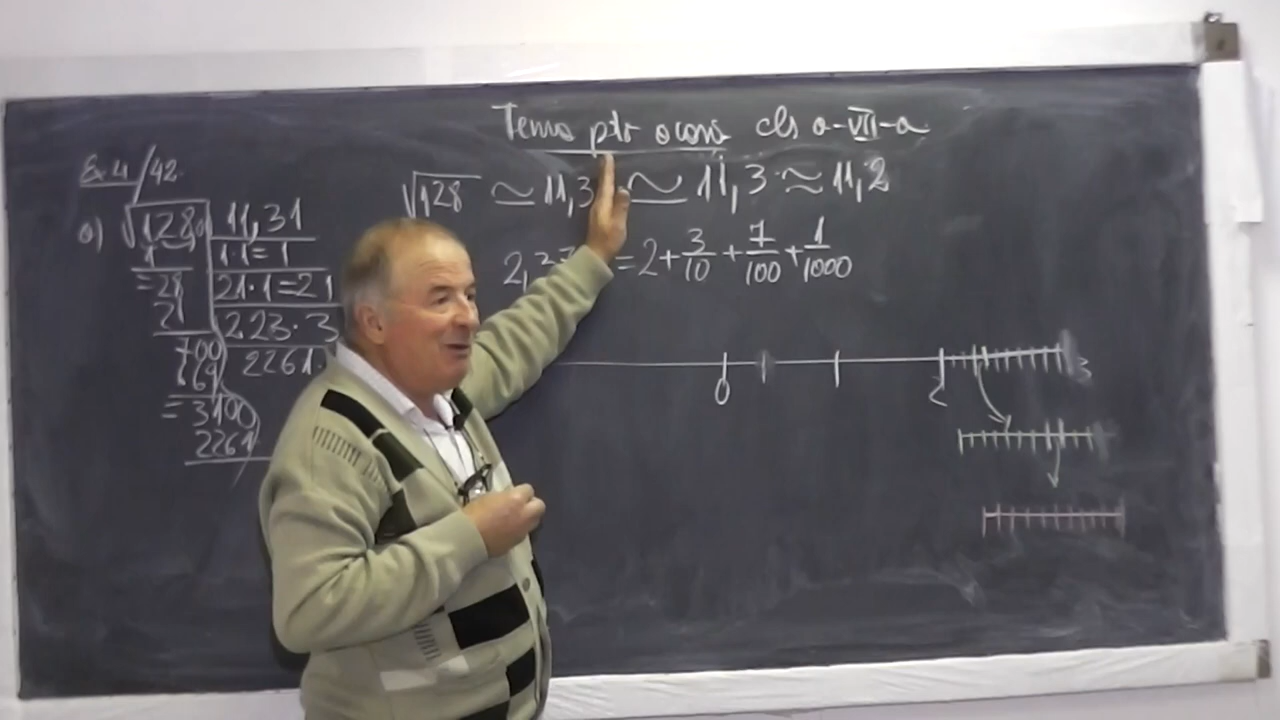 Tema ptr acasă cls a-VII-a
Ex. 4/42
a) √128 11,31
1 1·1=1
=28 21·1=21
21 223·3
700 2261·
669
=3100
2261
√128 ≃ 11,3 ≃ 11,3 ≈ 11,2
2, =2+3/10+7/100+1/1000
0 2 3